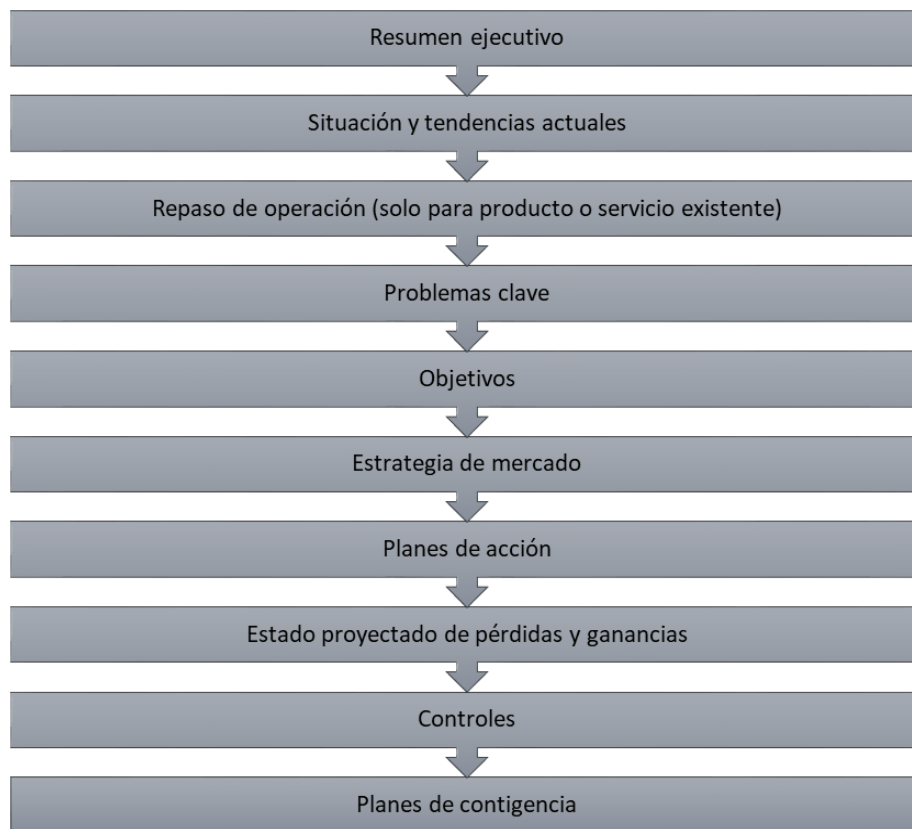 Resumen ejecutivo
Situación y tendencias actuales
Repaso de operación (solo para producto o servicio existente)
Problemas clave
Objetivos
Estrategia de mercado
Planes de acción
Estado proyectado de pérdidas y ganancias
Controles
Planes de contigencia